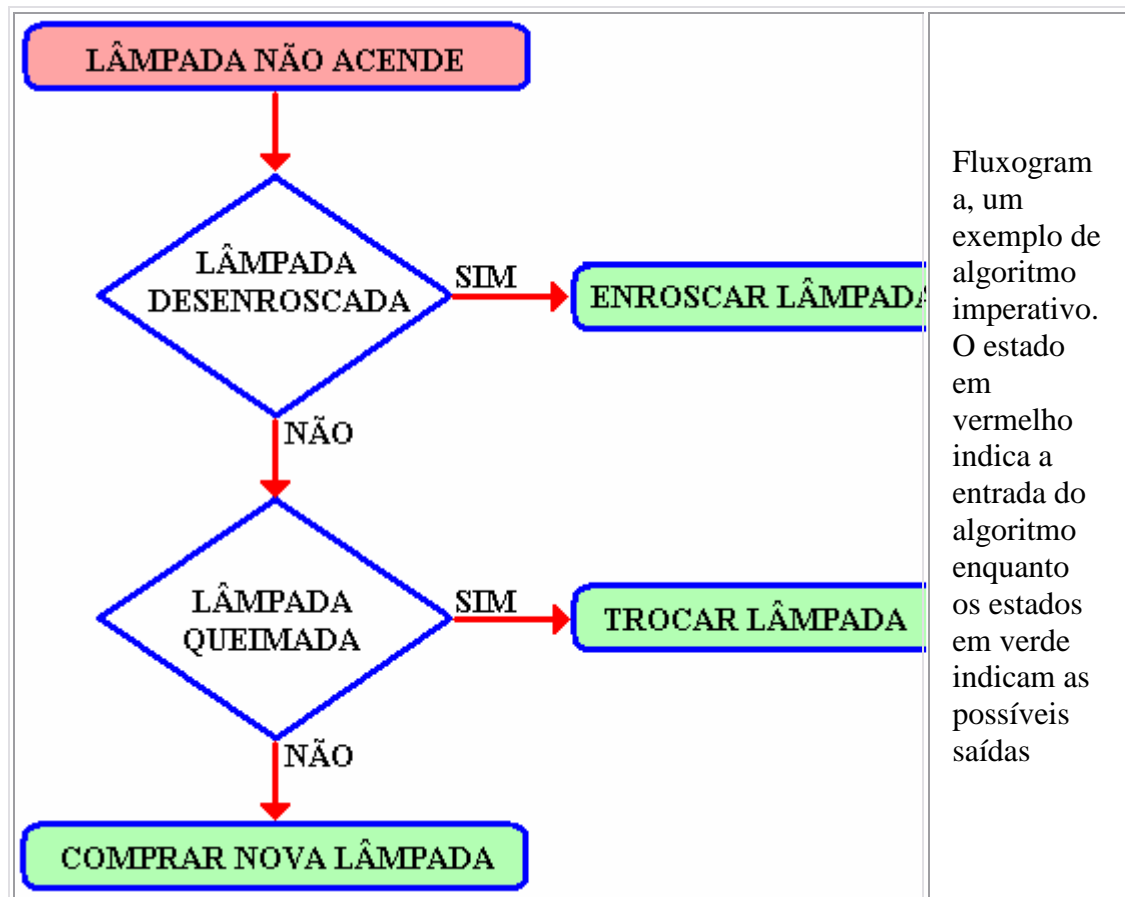 LÂMPADA NÃO ACENDE
LÂMPADA
DESENROSCADA
SIM
ENROSCAR LÂMPADA
NÃO
LÂMPADA
QUEIMADA
SIM
TROCAR LÂMPADA
NÃO
COMPRAR NOVA LÂMPADA
Fluxogram
a, um
exemplo de
algoritmo
imperativo.
O estado
em
vermelho
indica a
entrada do
algoritmo
enquanto
os estados
em verde
indicam as
possíveis
saídas